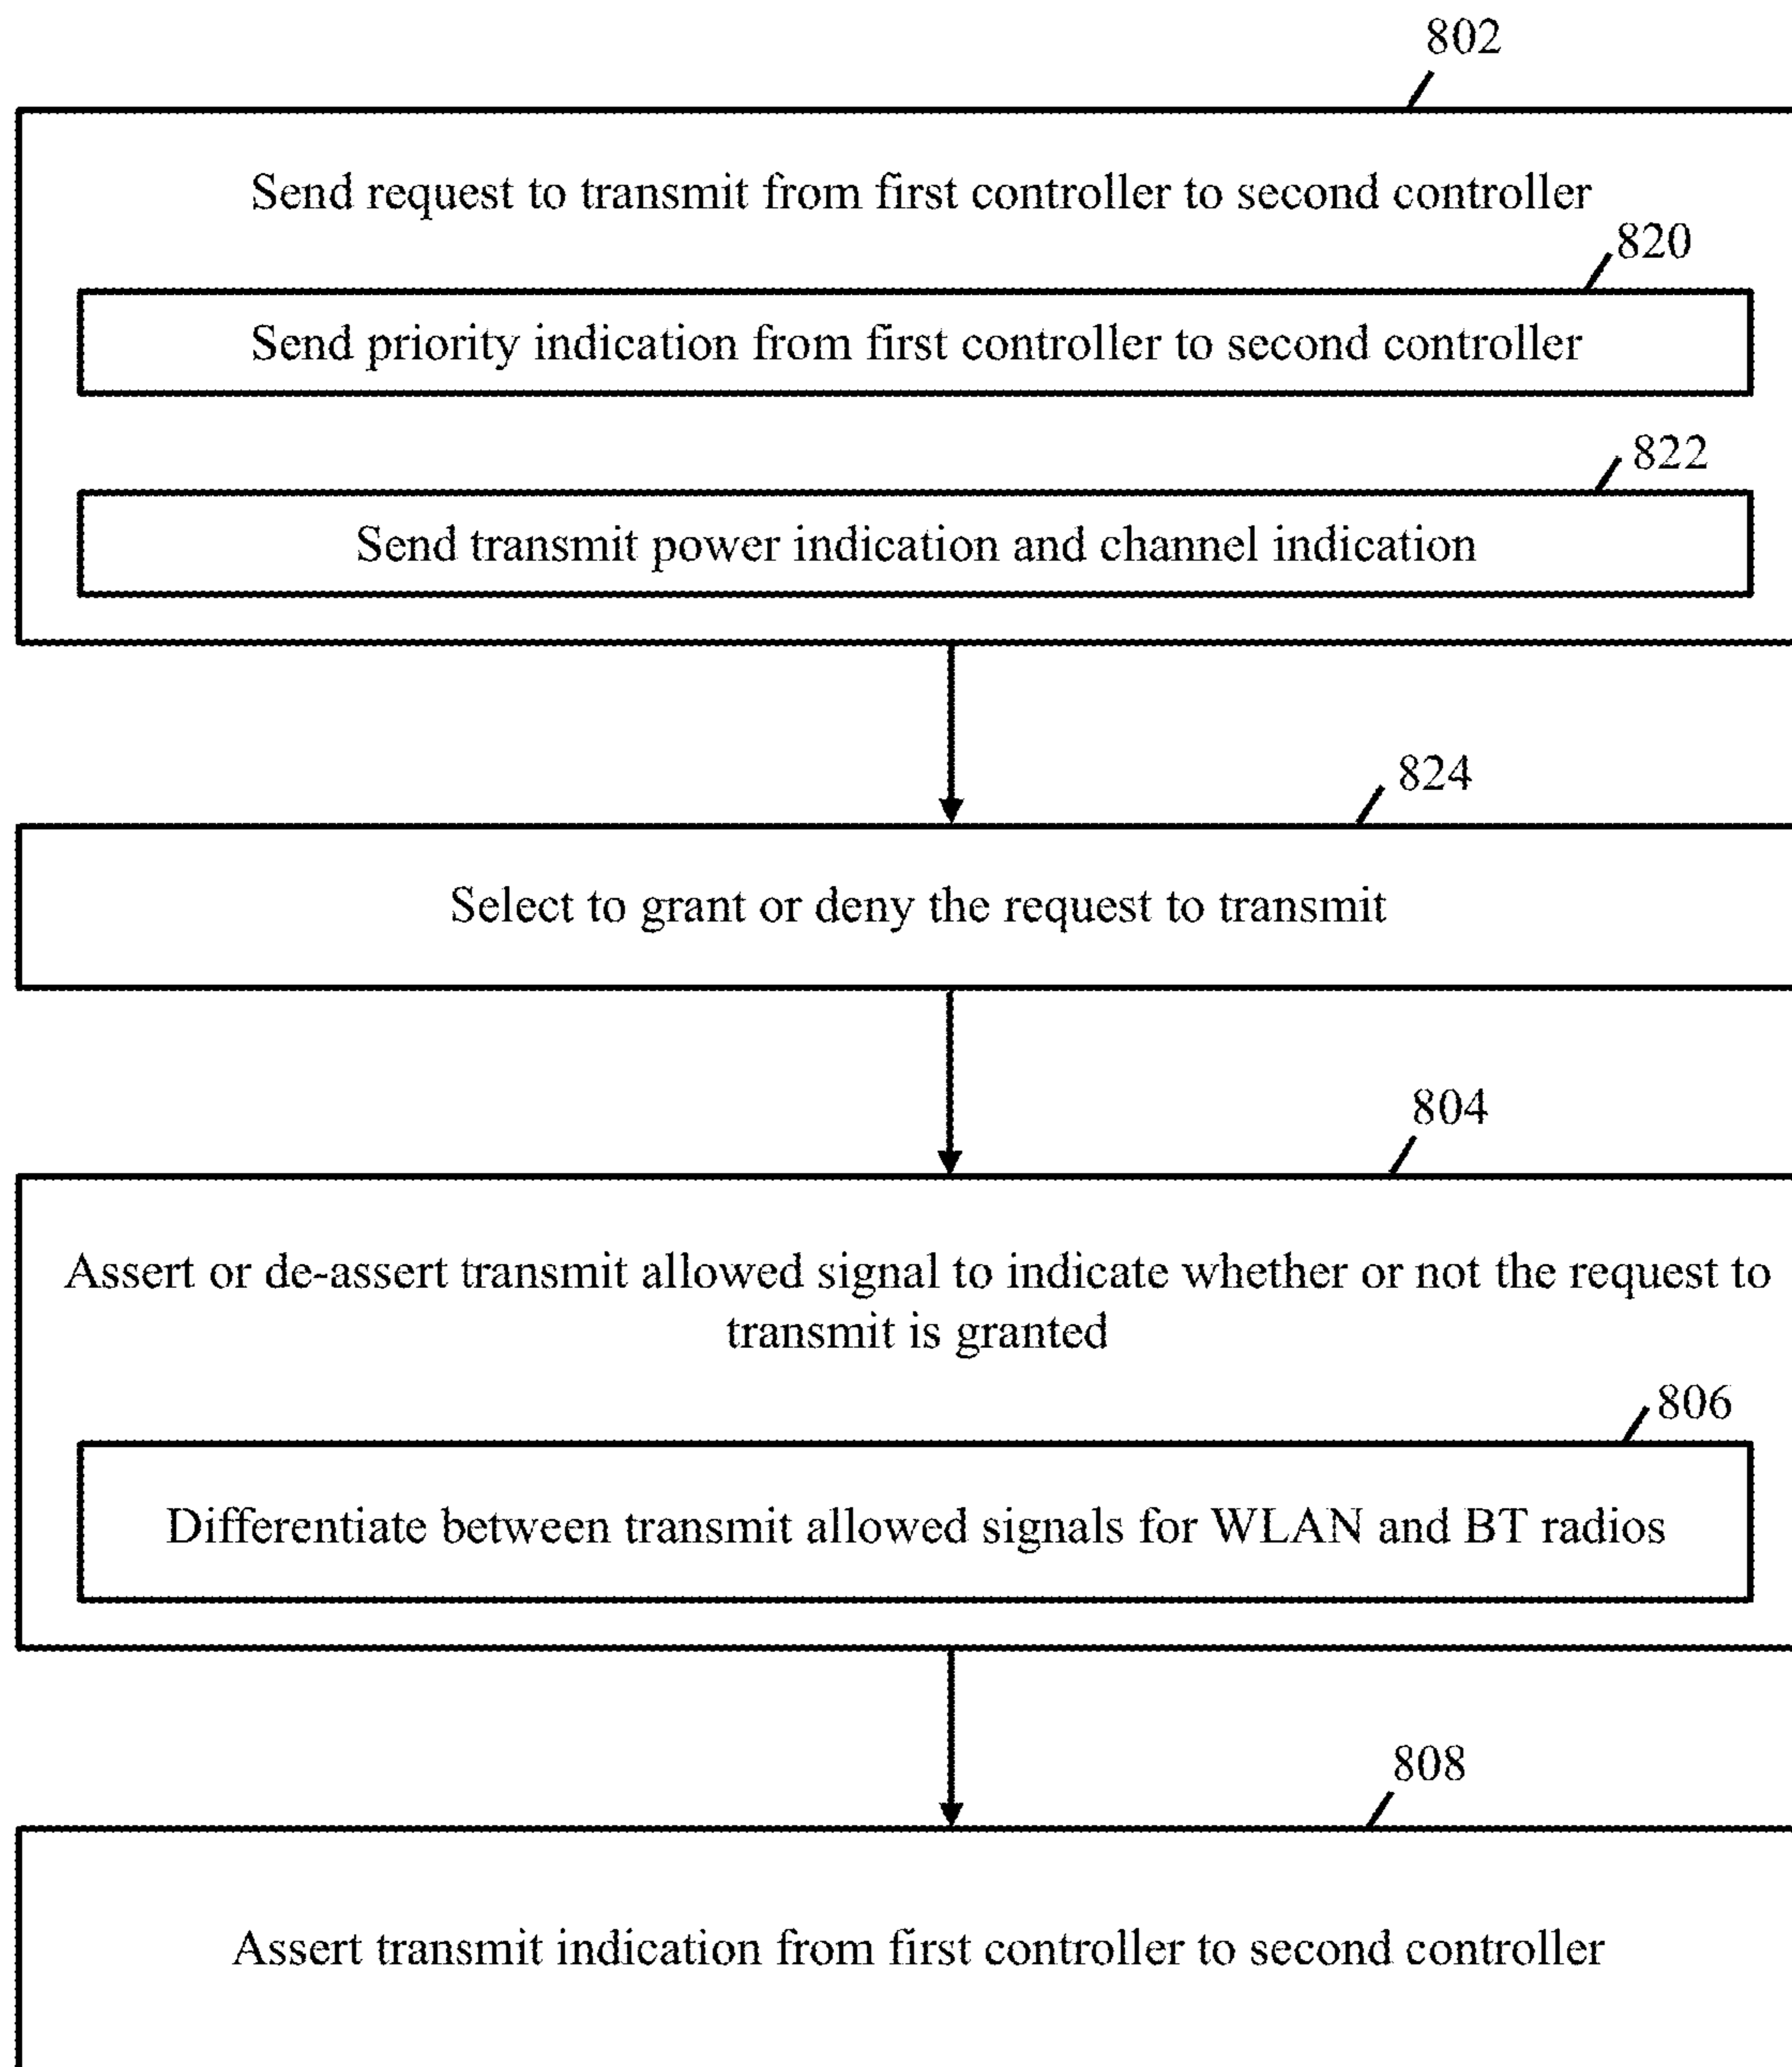 802
Send request to transmit from first controller to second controller
820
Send priority indication from first controller to second controller
822
Send transmit power indication and channel indication
824
Select to grant or deny the request to transmit
804
Assert or de-assert transmit allowed signal to indicate whether or not the request to
transmit is granted
806
Differentiate between transmit allowed signals for WLAN and BT radios
808
Assert transmit indication from first controller to second controller